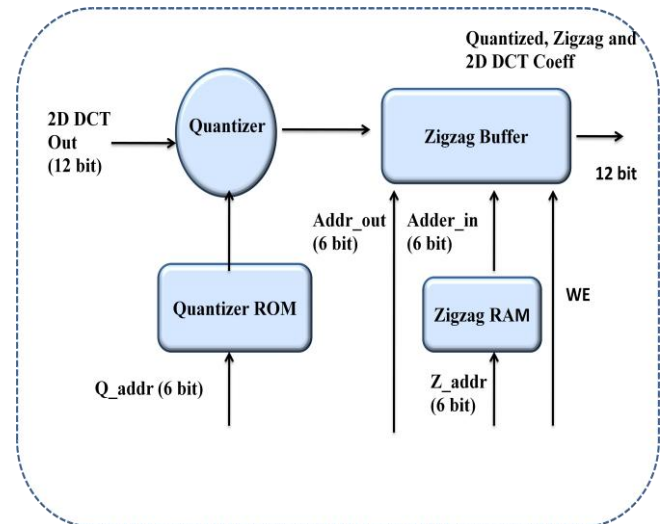 Quantized, Zigzag and
2D DCT Coeff
2D DCT
Out
(12 bit)
Quantizer
Zigzag Buffer
12 bit
Addr_out
(6 bit)
Adder_in
(6 bit)
Quantizer ROM
Zigzag RAM
WE
Q_addr (6 bit)
Z_addr
(6 bit)